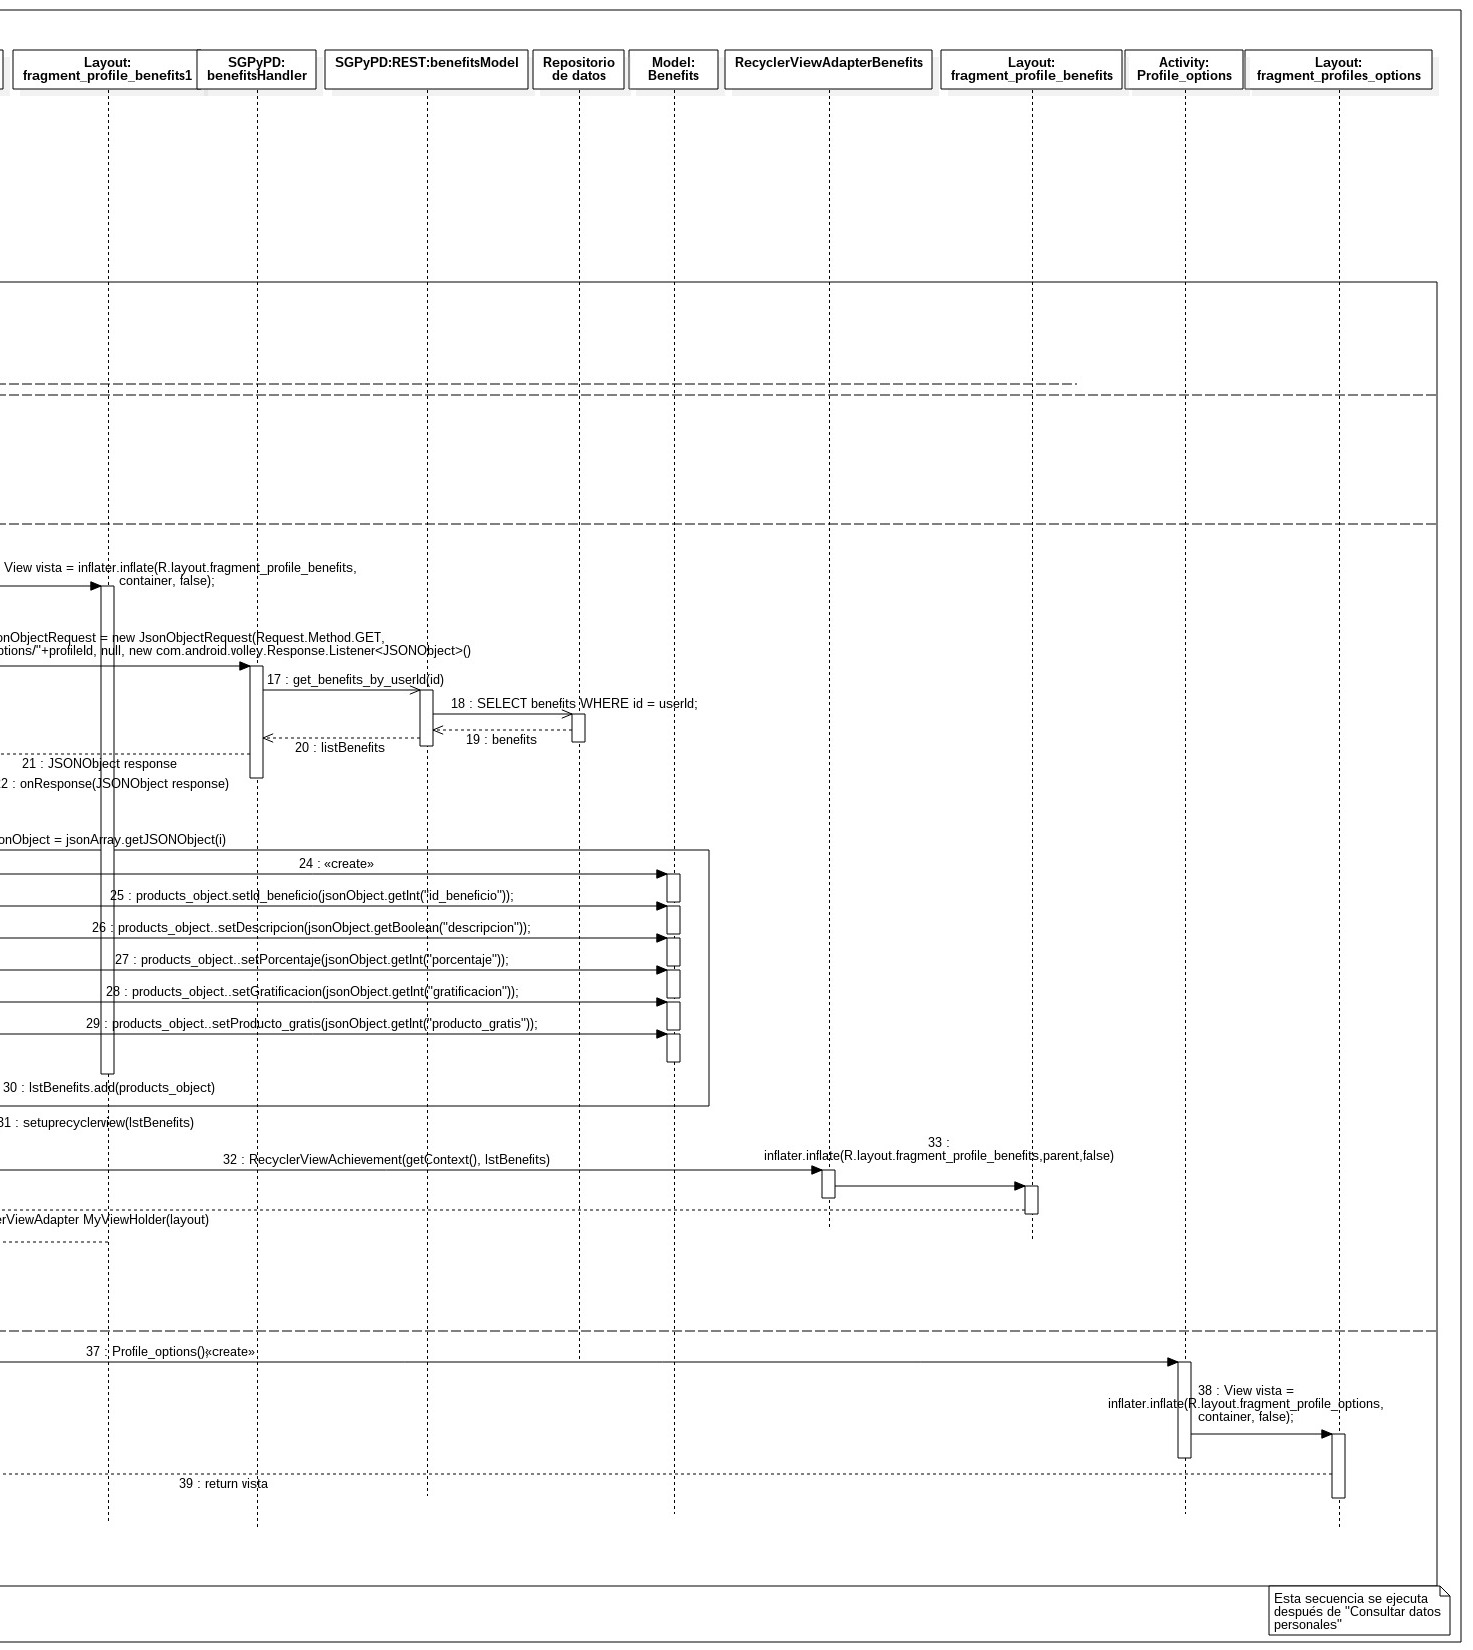 Layout:
fragment_profile_benefits1
SGPyPD:
benefitsHandler
SGPyPD:REST:benefitsModel
Repositorio
de datos
Model:
Benefits
RecyclerViewAdapterBenefits
Layout:
fragment_profile_benefits
Activity:
Profile_options
Layout:
fragment_profiles_options
View vista = inflater.inflate(R.layout.fragment_profile_benefits,
container, false);
onObjectRequest = new JsonObjectRequest(Request.Method.GET,
otions/"+profileId, null, new com.android.volley.Response.Listener<JSONObject>()
17 : get_benefits_by_userId(id)
18 : SELECT benefits WHERE id = userId;
19 : benefits
20 : listBenefits
21 : JSONObject response
22 : onResponse(JSONObject response)
onObject = jsonArray.getJSONObject(i)
24 : «create»
25 : products_object.setId_beneficio(jsonObject.getInt("id_beneficio"));
26 : products_object..setDescripcion(jsonObject.getBoolean("descripcion"));
27 : products_object..setPorcentaje(jsonObject.getInt("porcentaje"));
28 : products_object..setGratificacion(jsonObject.getInt("gratificacion"));
29 : products_object..setProducto_gratis(jsonObject.getInt("producto_gratis"));
30 : lstBenefits.add(products_object)
31 : setuprecyclerview(lstBenefits)
32 : RecyclerViewAchievement(getContext(), lstBenefits)
33 :
inflater.inflate(R.layout.fragment_profile_benefits,parent,false)
erViewAdapter MyViewHolder(layout)
37 : Profile_options();«create»
38 : View vista =
inflater.inflate(R.layout.fragment_profile_options,
container, false);
39 : return vista
Esta secuencia se ejecuta
después de "Consultar datos
personales"